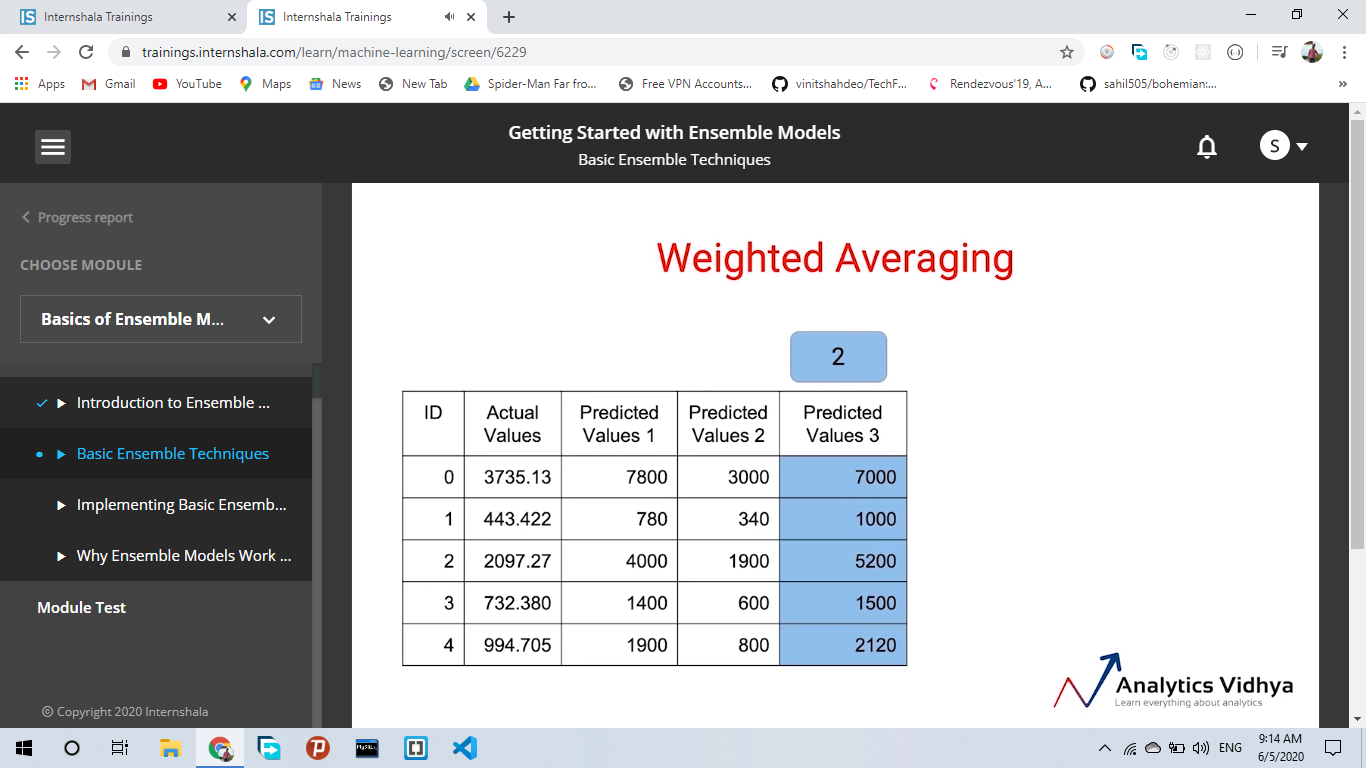 Internshala Trainings
Internshala Trainings
trainings.internshala.com/learn/machine-learning/screen/6229
Apps Gmail YouTube Maps News New Tab Spider-Man Far fro... Free VPN Accounts... vinitshahdeo/TechF... Rendezvous'19, A... sahil505/bohemian:... »
Getting Started with Ensemble Models
Basic Ensemble Techniques
S
Progress report
CHOOSE MODULE
Basics of Ensemble M...
Introduction to Ensemble ...
Basic Ensemble Techniques
Implementing Basic Ensemb...
Why Ensemble Models Work ...
Module Test
© Copyright 2020 Internshala
Weighted Averaging
2
ID Actual Values Predicted Values 1 Predicted Values 2 Predicted Values 3
0 3735.13 7800 3000 7000
1 443.422 780 340 1000
2 2097.27 4000 1900 5200
3 732.380 1400 600 1500
4 994.705 1900 800 2120
Analytics Vidhya
Learn everything about analytics
MySQL
ENG
9:14 AM
6/5/2020